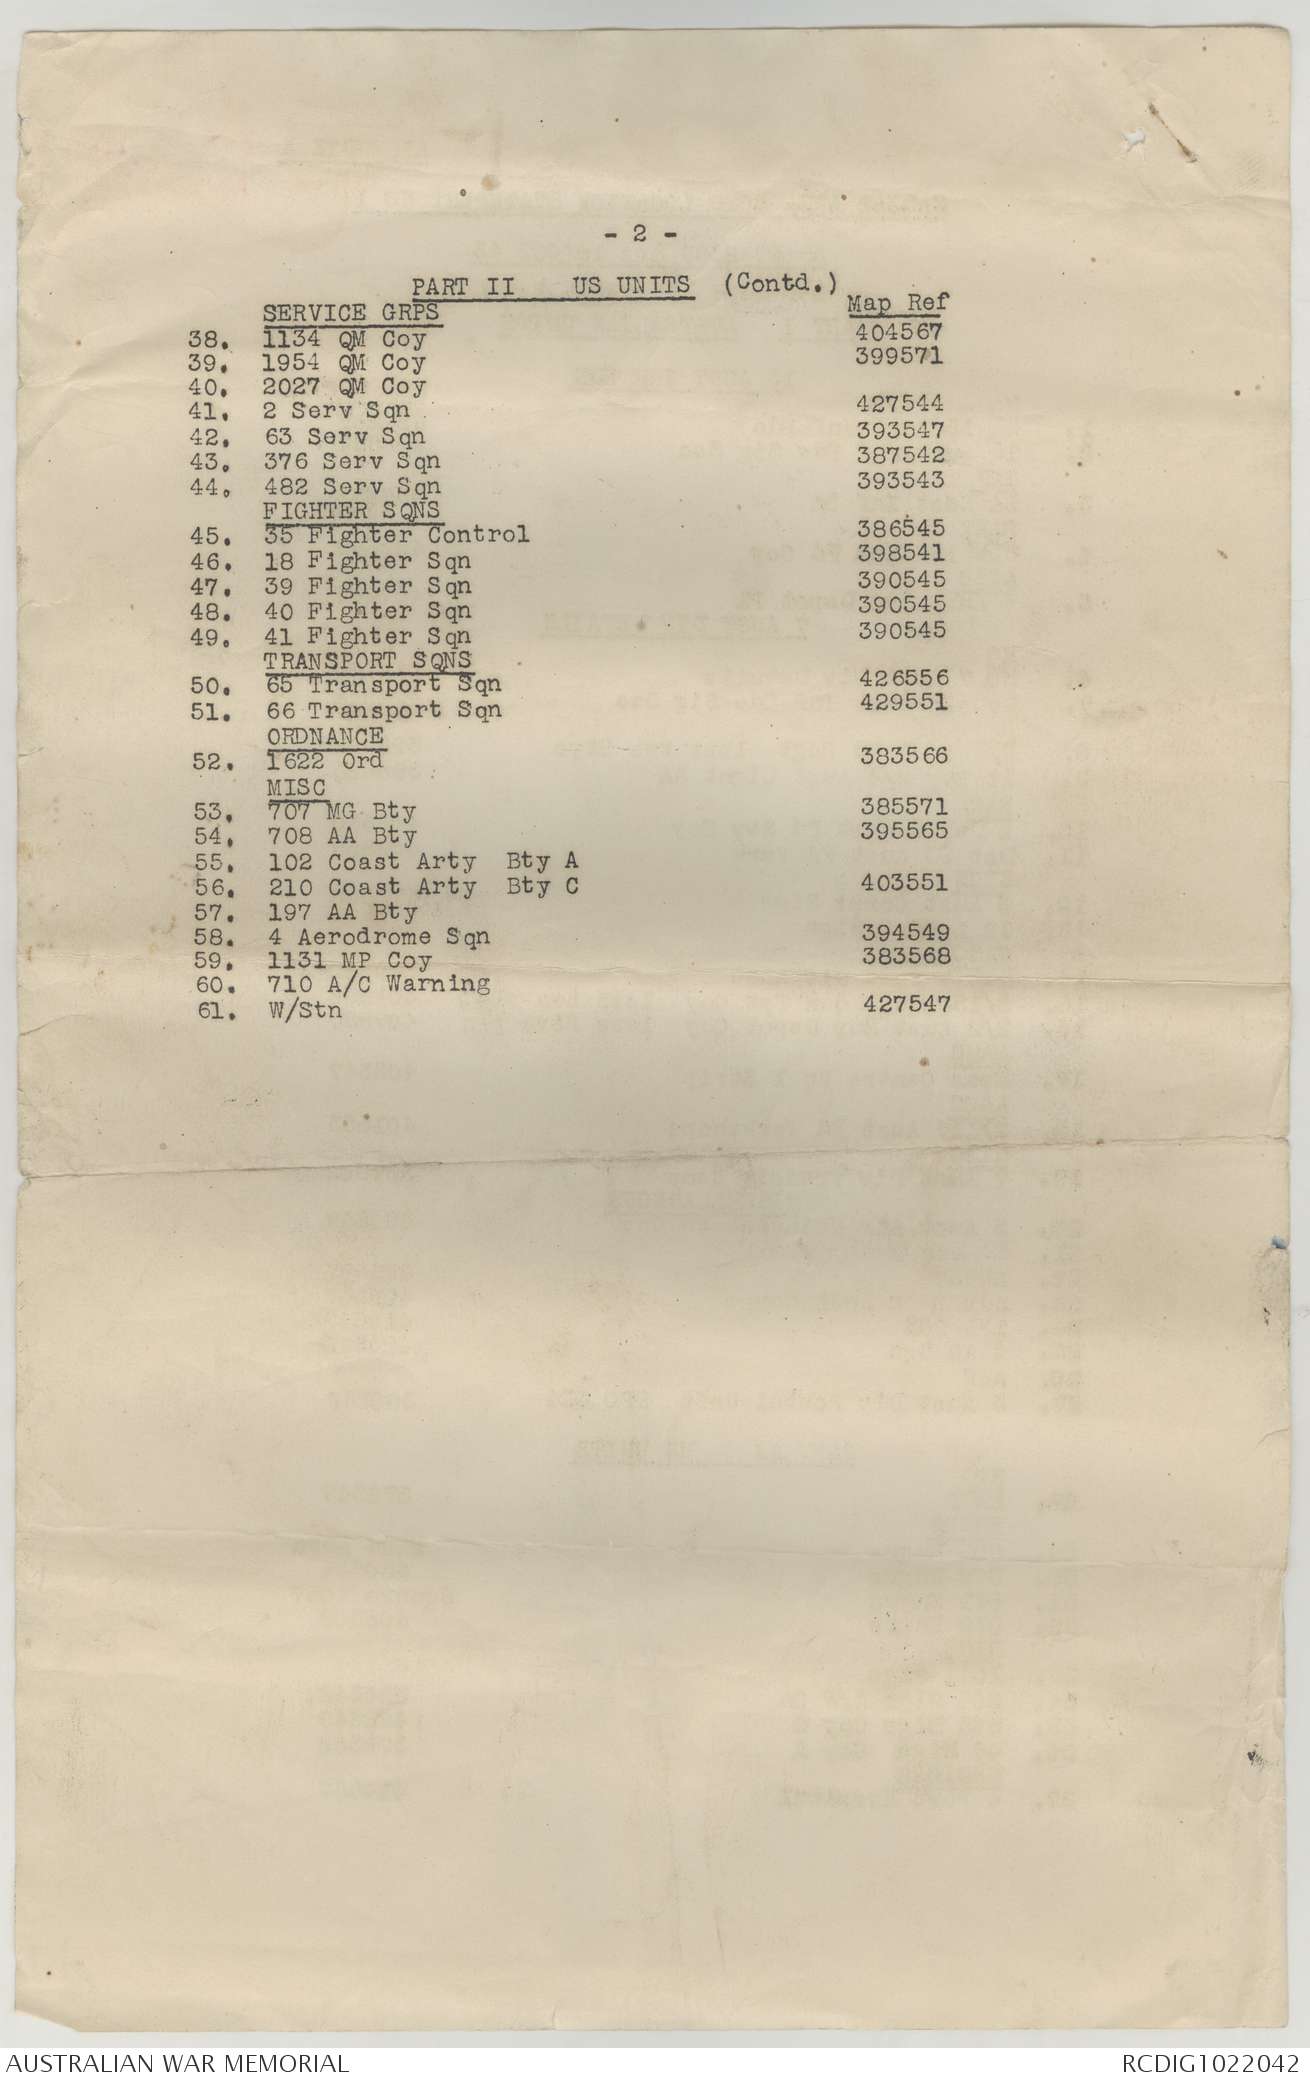 - 2 -
PART II US UNITS (Contd.)
Map Ref
SERVICE GRPS
38. 1134 QM Coy 404567
39. 1954 QM Coy 399571
40. 2027 QM Coy
41. 2 Serv Sqn 427544
42. 63 Serv Sqn 393547
43. 376 Serv Sqn 387542
44. 482 Serv Sqn 393543
FIGHTER SQNS
45. 35 Fighter Control 386545
46. 18 Fighter Sqn 398541
47. 39 Fighter Sqn 390545
48. 40 Fighter Sqn 390545
49. 41 Fighter Sqn 390545
TRANSPORT SQNS
50. 65 Transport Sqn 426556
51. 66 Transport Sqn 429551
ORDNANCE
52. 1622 Ord 383566
MISC
53. 707 MG Bty 385571
54. 708 AA Bty 395565
55. 102 Coast Arty Bty A
56. 210 Coast Arty Bty C 403551
57. 197 AA Bty
58. 4 Aerodrome Sqn 394549
59. 1131 MP Coy 383568
60. 710 A/C Warning
61. W/Stn 427547
AUSTRALIAN WAR MEMORIAL RCDIG1022042